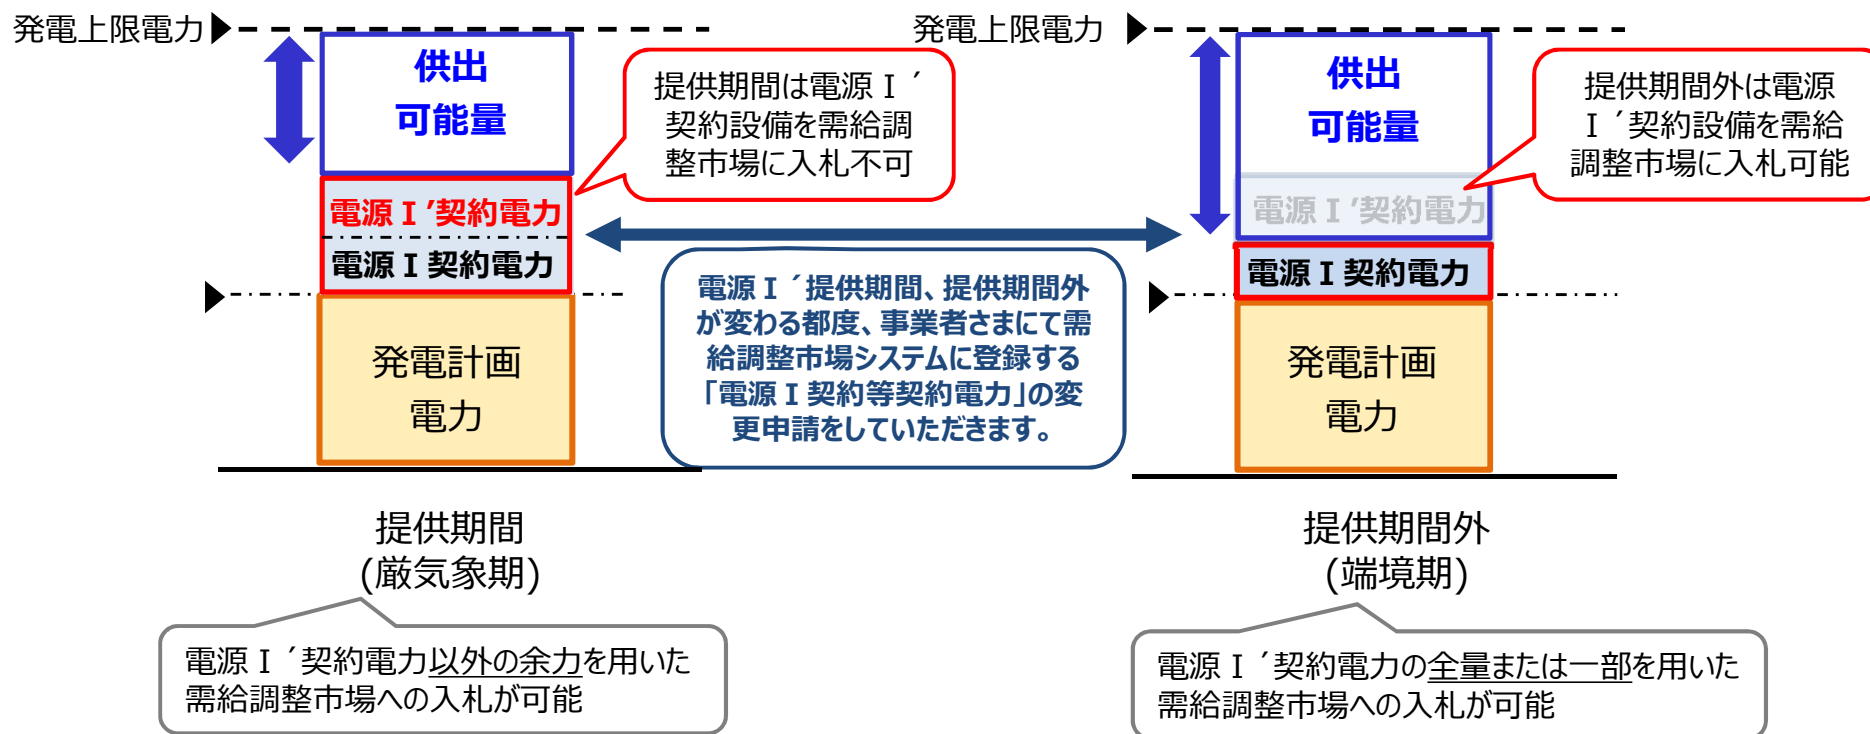 発電上限電力
供出
可能量
提供期間は電源Ⅰ´
契約設備を需給調
整市場に入札不可
電源Ⅰ’契約電力
電源Ⅰ契約電力
発電計画
電力
提供期間
(厳気象期)
電源Ⅰ´契約電力以外の余力を用いた
需給調整市場への入札が可能
電源Ⅰ´提供期間、提供期間外
が変わる都度、事業者さまにて需
給調整市場システムに登録する
「電源Ⅰ契約等契約電力」の変
更申請をしていただきます。
発電上限電力
供出
可能量
提供期間外は電源
Ⅰ´契約設備を需給
調整市場に入札可能
電源Ⅰ’契約電力
電源Ⅰ契約電力
発電計画
電力
提供期間外
(端境期)
電源Ⅰ´契約電力の全量または一部を用いた
需給調整市場への入札が可能